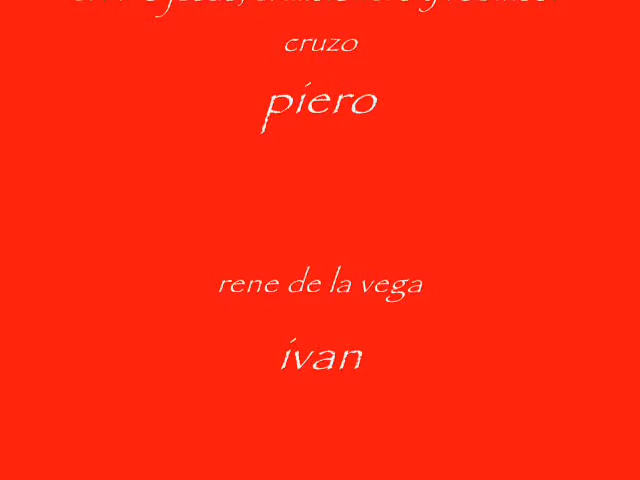 cruzo
piero
rene de la vega
ivan